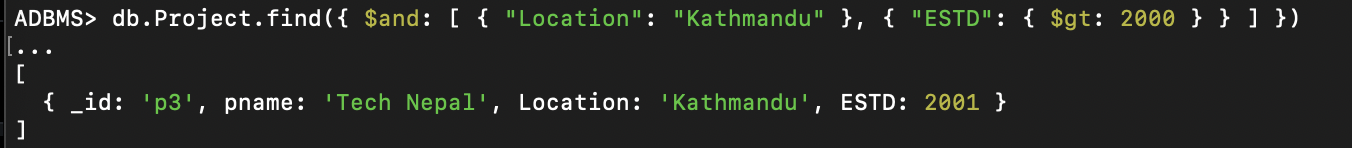 ADBMS> db.Project.find({ $and: [ { "Location": "Kathmandu" }, { "ESTD": { $gt: 2000 } } ] })
[...
[
  { _id: 'p3', pname: 'Tech Nepal', Location: 'Kathmandu', ESTD: 2001 }
]